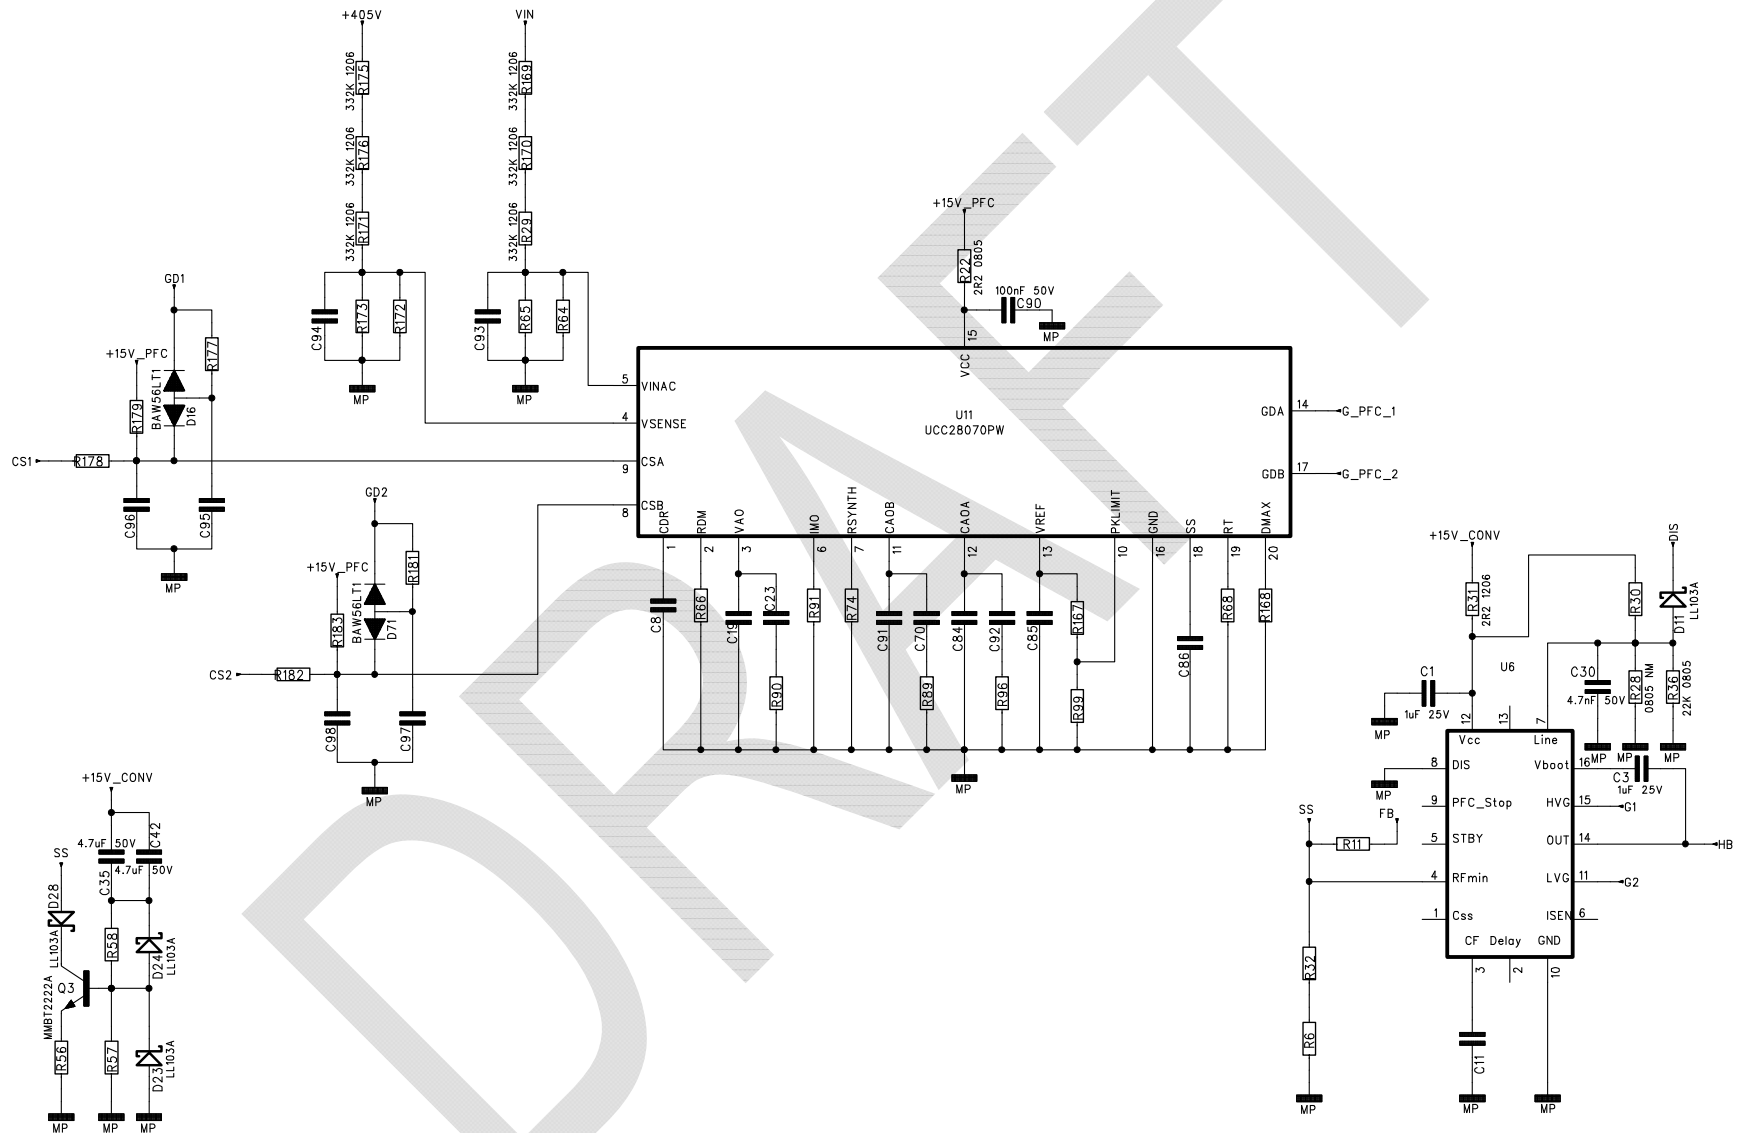 +405V
VIN
R175
332K 1206
R169
332K 1206
R176
332K 1206
R170
332K 1206
R171
332K 1206
R29
332K 1206
+15V_PFC
R22
2R2 0805
100nF 50V
C90
MP
15
VCC
GD1
C94
R173
R172
C93
R65
R64
MP
MP
+15V_PFC
R177
R179
BAW56LT1
D16
CS1
R178
C96
C95
MP
5
VINAC
4
VSENSE
9
CSA
8
CSB
U11
UCC28070PW
GDA
14
G_PFC_1
GDB
17
G_PFC_2
CDR
RDM
VAO
IMO
RSYNTH
CAOB
CAOA
VREF
PKLIMIT
GND
SS
RT
DMAX
1
2
3
6
7
11
12
13
10
16
18
19
20
GD2
+15V_PFC
R181
R183
BAW56LT1
D71
CS2
R182
C98
C97
MP
C8
R66
C19
C23
R90
R91
R74
C91
C70
R89
C84
C92
R96
C85
R167
R99
C86
R68
R168
MP
+15V_CONV
DIS
R31
2R2 1206
R30
D11
LL103A
C1
1uF 25V
MP
U6
C30
4.7nF 50V
R28
0805 NM
R36
22K 0805
MP
MP
MP
12
13
7
Vcc
Line
8
DIS
MP
Vboot
16
C3
1uF 25V
9
PFC_Stop
HVG
15
G1
5
STBY
OUT
14
HB
4
RFmin
LVG
11
G2
1
Css
ISEN
6
CF
Delay
GND
3
2
10
SS
FB
R11
R32
R6
C11
MP
MP
MP
+15V_CONV
4.7uF 50V
C35
C42
4.7uF 50V
SS
D28
LL103A
R58
D24
LL103A
Q3
MMBT2222A
R56
R57
D23
LL103A
MP
MP
MP
DRAFT